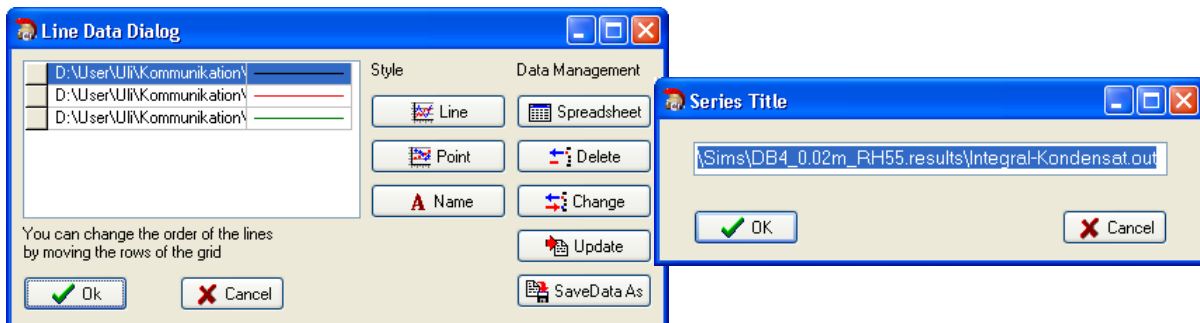 Line Data Dialog
D:\User\Uli\Kommunikation\
D:\User\Uli\Kommunikation\
D:\User\Uli\Kommunikation\
Style
Data Management
Line
Spreadsheet
Point
Delete
A Name
Change
You can change the order of the lines
by moving the rows of the grid
Update
Ok
Cancel
SaveData As
Series Title
\Sims\DB4_0.02m_RH55.results\Integral-Kondensat.out
OK
Cancel